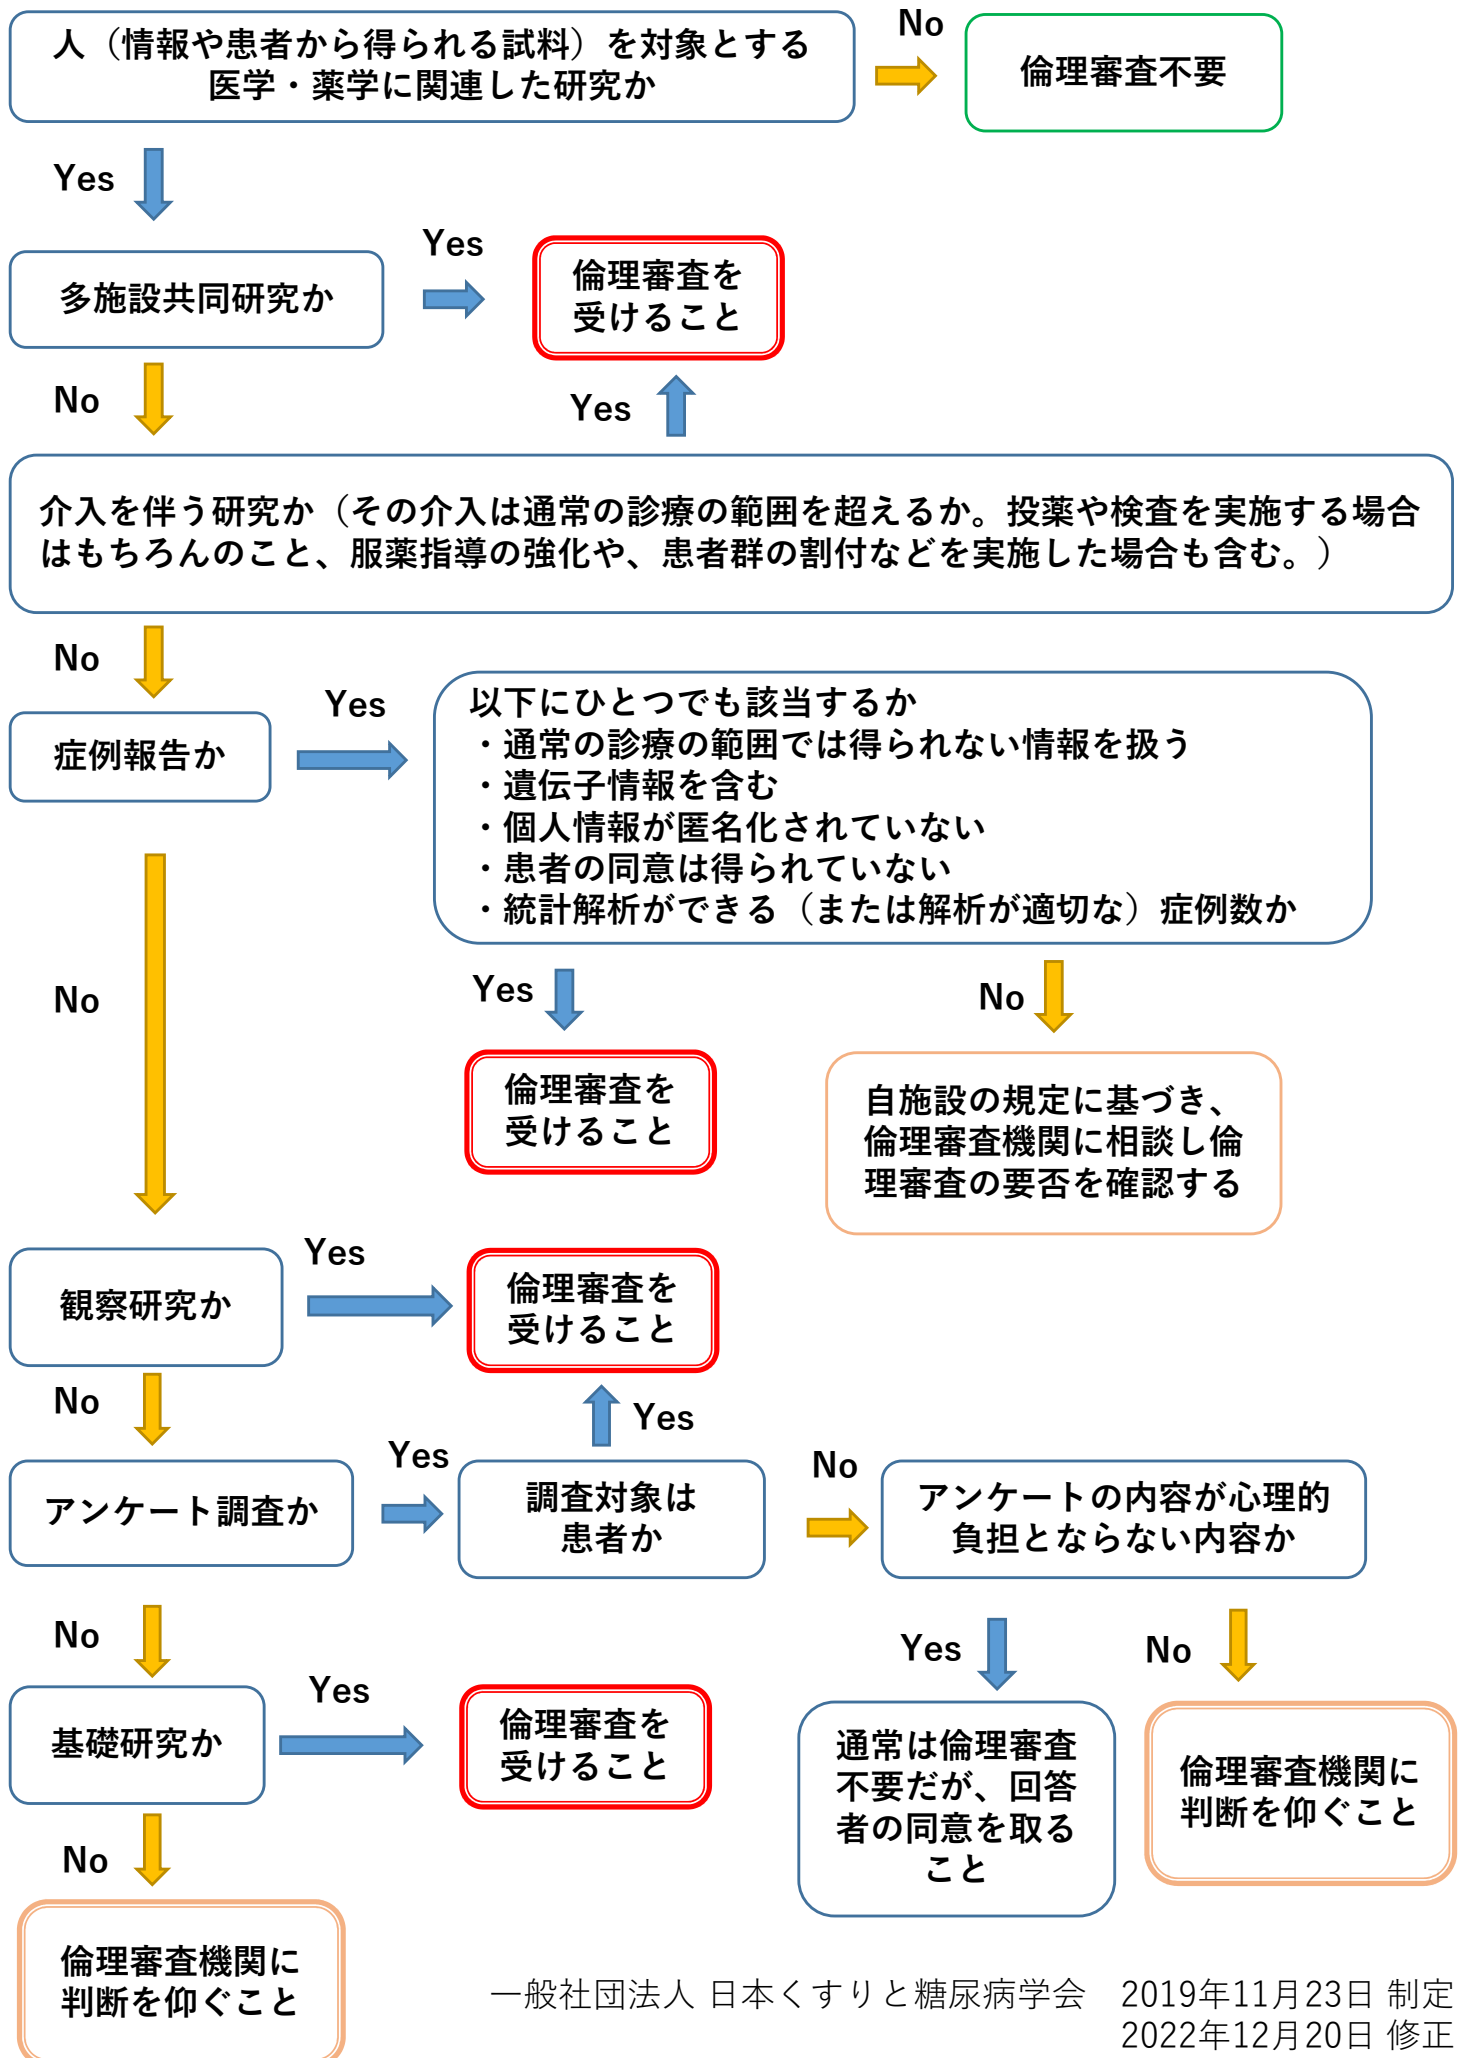 人（情報や患者から得られる試料）を対象とする
医学・薬学に関連した研究か
No
倫理審査不要
Yes
多施設共同研究か
Yes
倫理審査を
受けること
No
Yes
介入を伴う研究か（その介入は通常の診療の範囲を超えるか。投薬や検査を実施する場合
はもちろんのこと、服薬指導の強化や、患者群の割付などを実施した場合も含む。）
No
症例報告か
Yes
以下にひとつでも該当するか
・通常の診療の範囲では得られない情報を扱う
・遺伝子情報を含む
・個人情報が匿名化されていない
・患者の同意は得られていない
・統計解析ができる（または解析が適切な）症例数か
No
Yes
倫理審査を
受けること
No
自施設の規定に基づき、
倫理審査機関に相談し倫
理審査の要否を確認する
観察研究か
Yes
倫理審査を
受けること
No
Yes
アンケート調査か
Yes
調査対象は
患者か
No
アンケートの内容が心理的
負担とならない内容か
No
Yes
通常は倫理審査
不要だが、回答
者の同意を取る
こと
No
倫理審査機関に
判断を仰ぐこと
基礎研究か
Yes
倫理審査を
受けること
No
倫理審査機関に
判断を仰ぐこと
一般社団法人 日本くすりと糖尿病学会　2019年11月23日 制定
2022年12月20日 修正